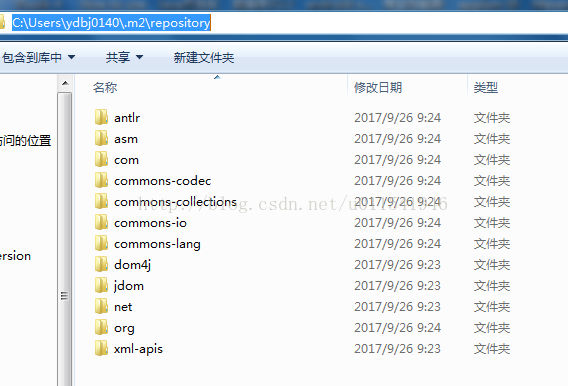 C:\Users\ydbj0140\.m2\repository
包含到库中 共享 新建文件夹
名称 修改日期 类型
antlr 2017/9/26 9:24 文件夹
asm 2017/9/26 9:24 文件夹
访问的位置
com 2017/9/26 9:24 文件夹
commons-codec 2017/9/26 9:24 文件夹
commons-collections 2017/9/26 9:24 文件夹
commons-io 2017/9/26 9:24 文件夹
commons-lang 2017/9/26 9:24 文件夹
ersion
dom4j 2017/9/26 9:23 文件夹
jdom 2017/9/26 9:23 文件夹
net 2017/9/26 9:23 文件夹
org 2017/9/26 9:24 文件夹
xml-apis 2017/9/26 9:23 文件夹